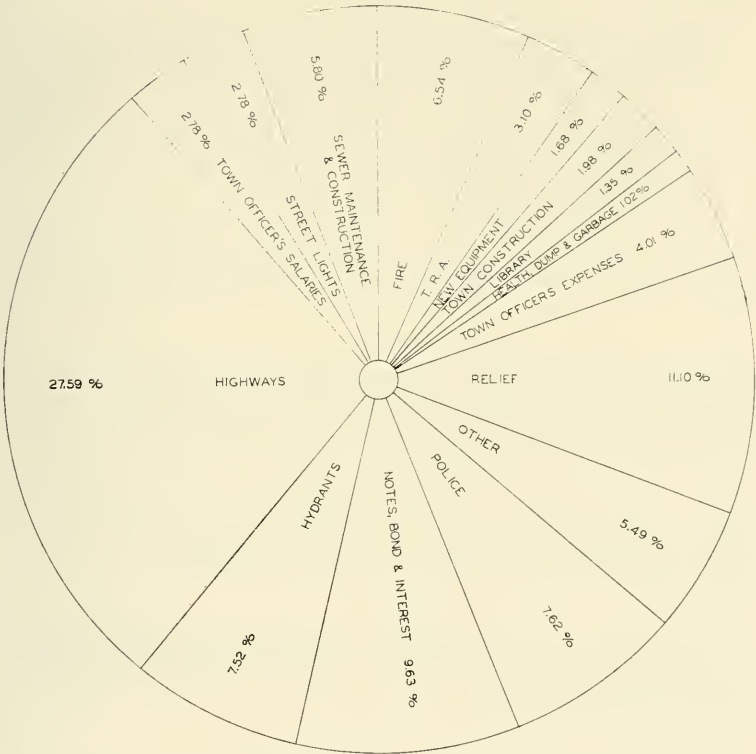 5.80 %
SEWER MAINTENANCE
& CONSTRUCTION
6.54 %
FIRE
3.10 %
T. R. A.
1.68 %
NEW EQUIPMENT
1.98 %
TOWN CONSTRUCTION
1.35 %
LIBRARY
HEALTH, DUMP & GARBAGE 1.02%
TOWN OFFICERS EXPENSES 4.01 %
RELIEF 11.10 %
OTHER
5.49 %
POLICE
7.62 %
NOTES, BOND & INTEREST 9.63 %
HYDRANTS
7.52 %
27.59 % HIGHWAYS
2.78 % TOWN OFFICER'S SALARIES
2.78 %
STREET LIGHTS